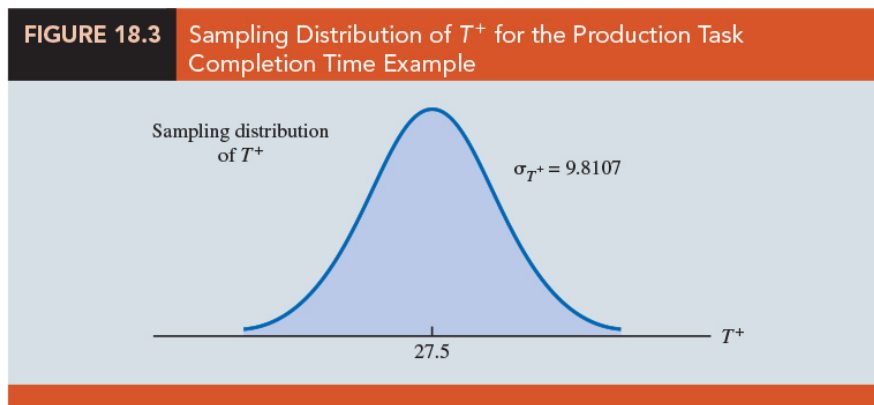 FIGURE 18.3
Sampling Distribution of T⁺ for the Production Task
Completion Time Example
Sampling distribution
of T⁺
σ_T⁺ = 9.8107
27.5
T⁺